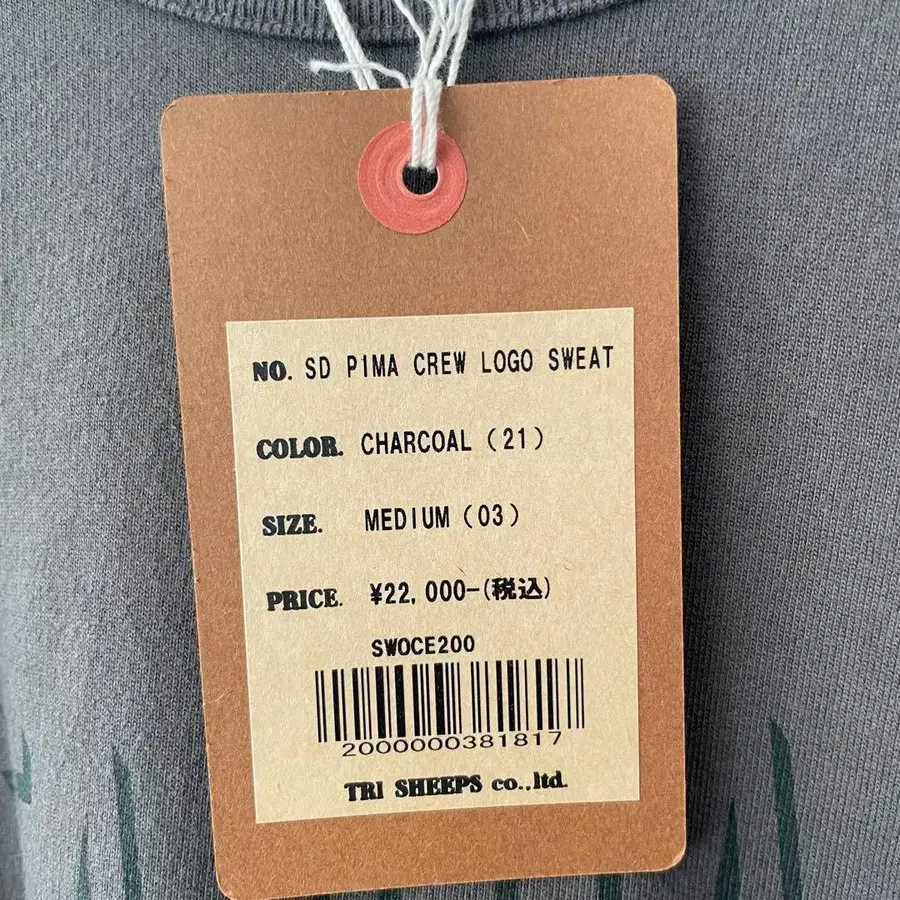 NO. SD PIMA CREW LOGO SWEAT
COLOR. CHARCOAL (21)
SIZE. MEDIUM (03)
PRICE. ¥22,000-(税込)
SWOCE200
2000000381817
TRI SHEEPS co.,ltd.